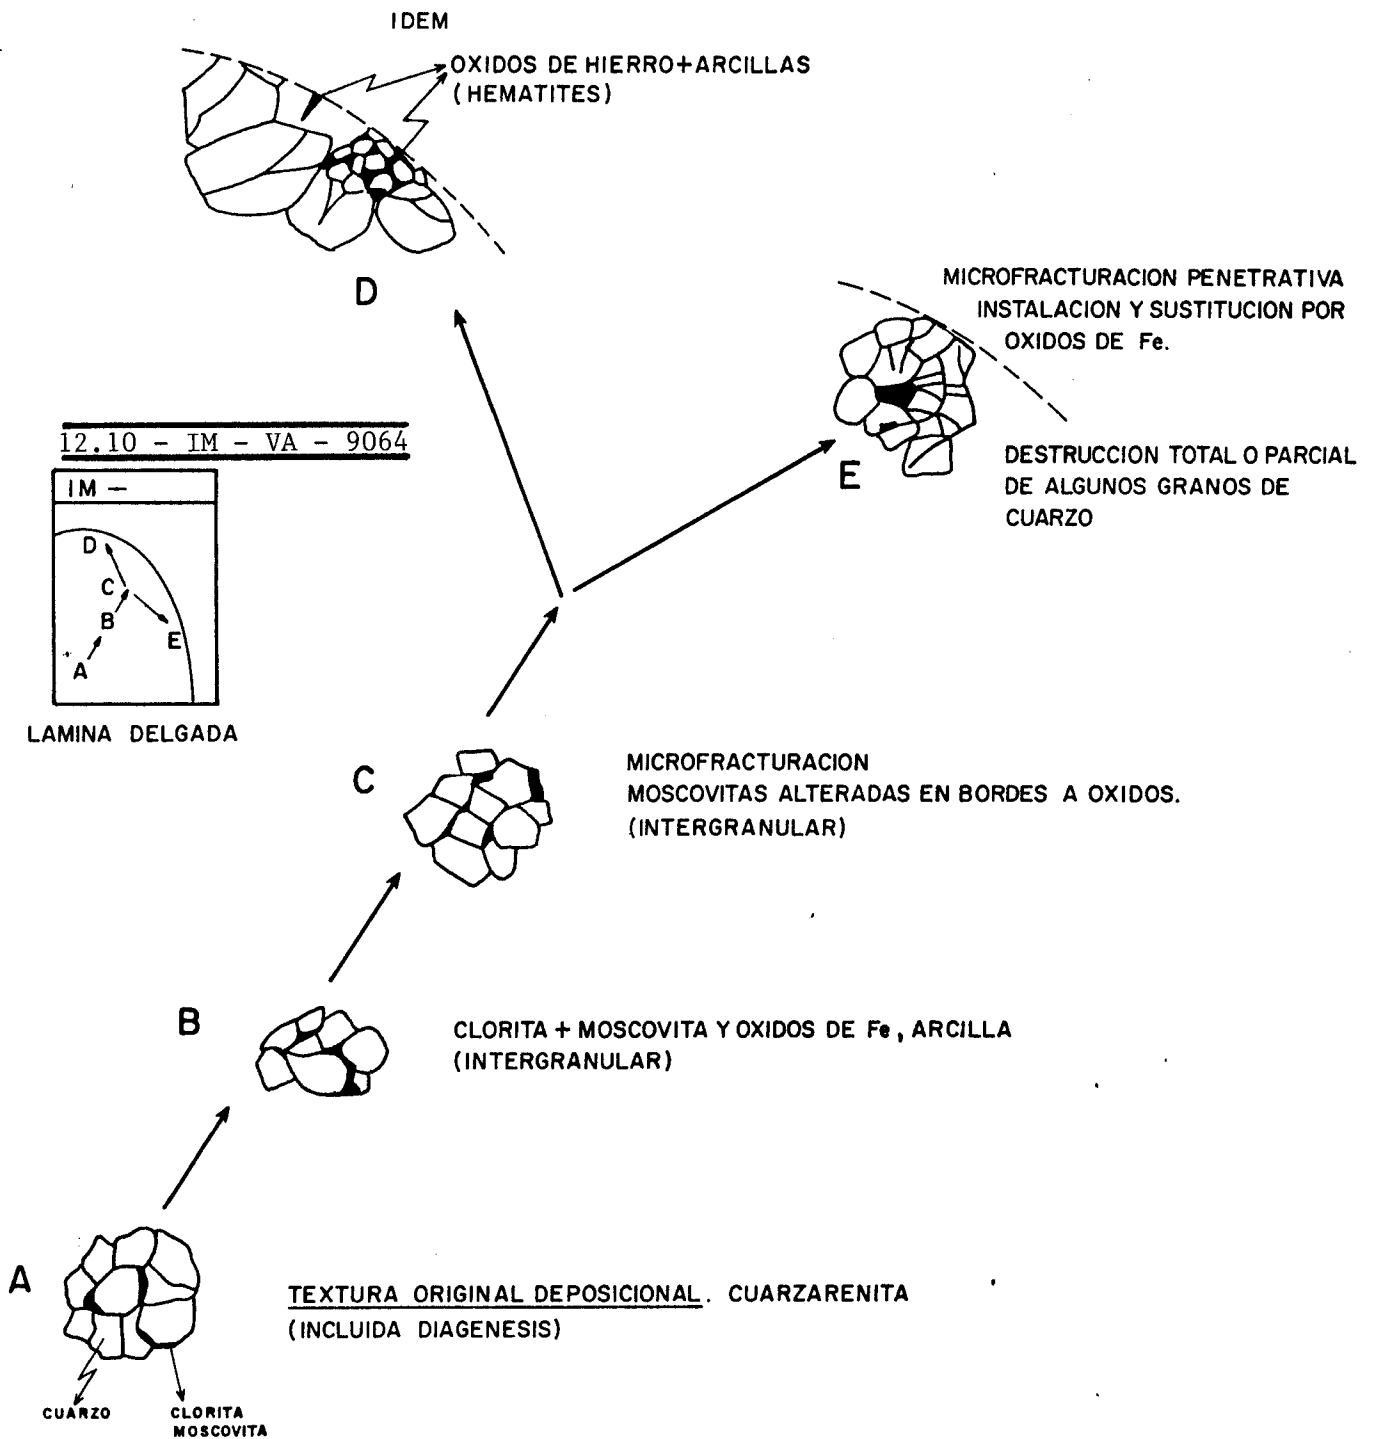 IDEM
OXIDOS DE HIERRO+ARCILLAS
(HEMATITES)
D
MICROFRACTURACION PENETRATIVA
INSTALACION Y SUSTITUCION POR
OXIDOS DE Fe.
E
DESTRUCCION TOTAL O PARCIAL
DE ALGUNOS GRANOS DE
CUARZO
12.10 - IM - VA - 9064
IM —
D
C
B
E
A
LAMINA DELGADA
C
MICROFRACTURACION
MOSCOVITAS ALTERADAS EN BORDES A OXIDOS.
(INTERGRANULAR)
B
CLORITA + MOSCOVITA Y OXIDOS DE Fe, ARCILLA
(INTERGRANULAR)
A
TEXTURA ORIGINAL DEPOSICIONAL. CUARZARENITA
(INCLUIDA DIAGENESIS)
CUARZO
CLORITA
MOSCOVITA